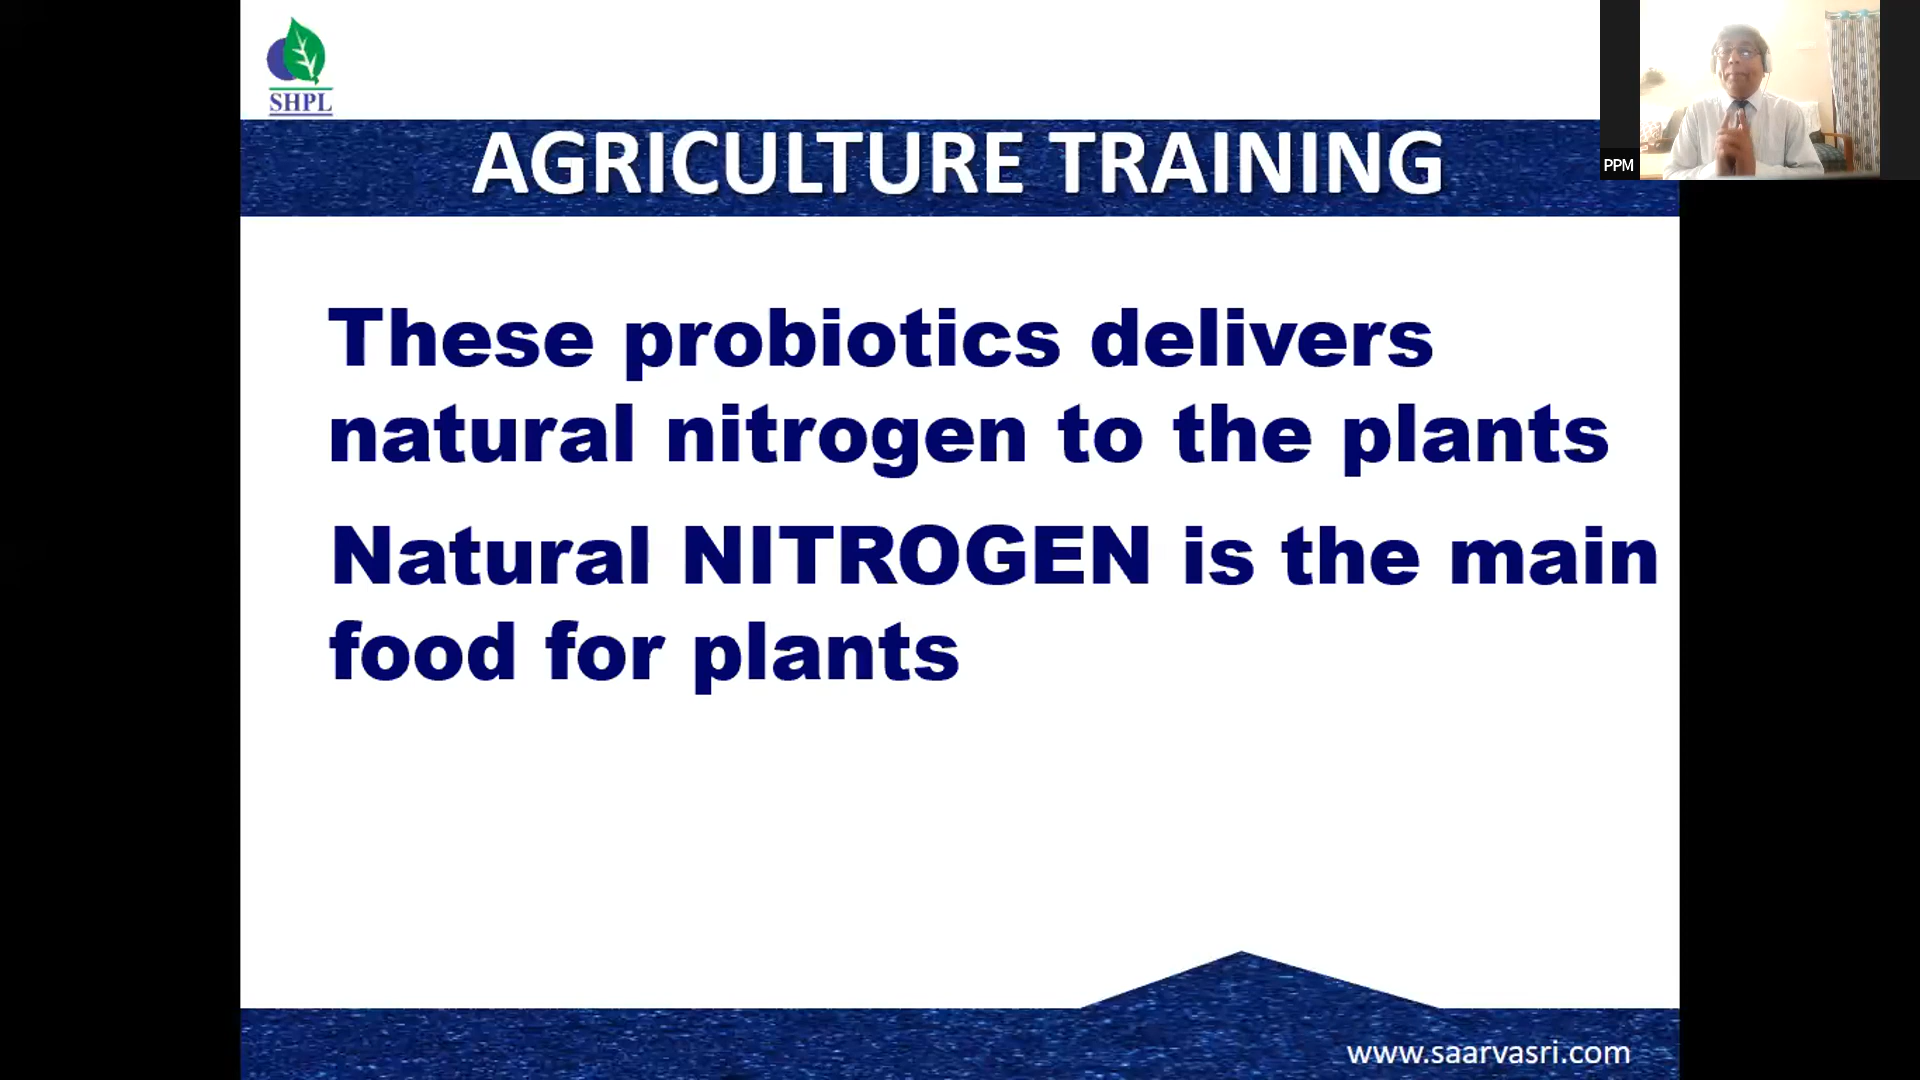 SHPL
AGRICULTURE TRAINING
PPM
These probiotics delivers
natural nitrogen to the plants
Natural NITROGEN is the main
food for plants
www.saarvasri.com